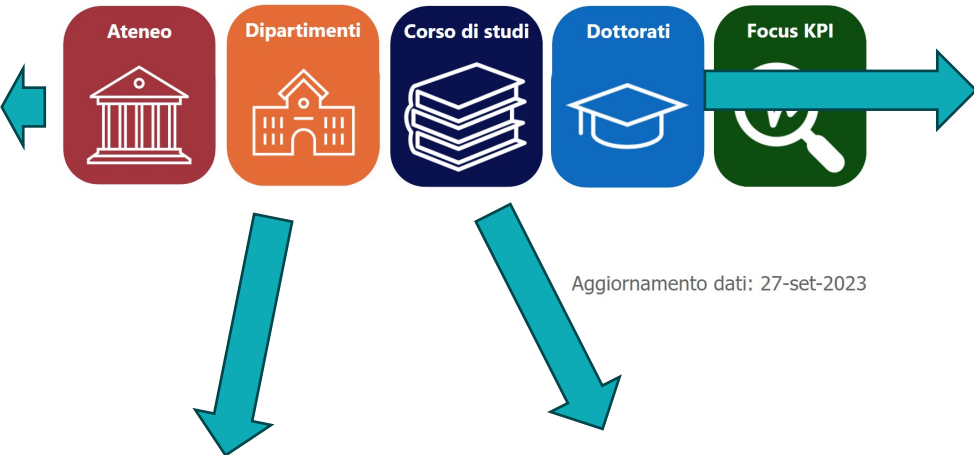 Ateneo
Dipartimenti
Corso di studi
Dottorati
Focus KPI
Aggiornamento dati: 27-set-2023